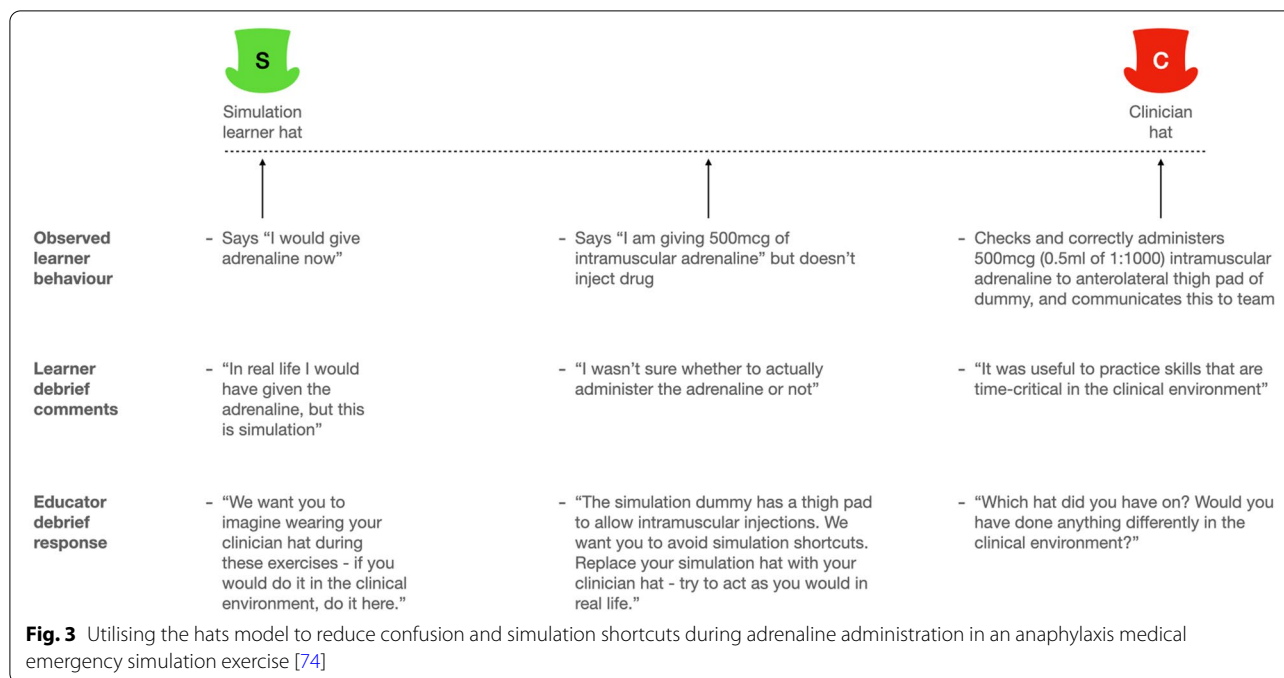 S
C
Simulation
learner hat
Clinician
hat
Observed
learner
behaviour
- Says “I would give
adrenaline now”
- Says “I am giving 500mcg of
intramuscular adrenaline” but doesn’t
inject drug
- Checks and correctly administers
500mcg (0.5ml of 1:1000) intramuscular
adrenaline to anterolateral thigh pad of
dummy, and communicates this to team
Learner
debrief
comments
- “In real life I would
have given the
adrenaline, but this
is simulation”
- “I wasn’t sure whether to actually
administer the adrenaline or not”
- “It was useful to practice skills that are
time-critical in the clinical environment”
Educator
debrief
response
- “We want you to
imagine wearing your
clinician hat during
these exercises - if you
would do it in the clinical
environment, do it here.”
- “The simulation dummy has a thigh pad
to allow intramuscular injections. We
want you to avoid simulation shortcuts.
Replace your simulation hat with your
clinician hat - try to act as you would in
real life.”
- “Which hat did you have on? Would you
have done anything differently in the
clinical environment?”
Fig. 3 Utilising the hats model to reduce confusion and simulation shortcuts during adrenaline administration in an anaphylaxis medical
emergency simulation exercise [74]